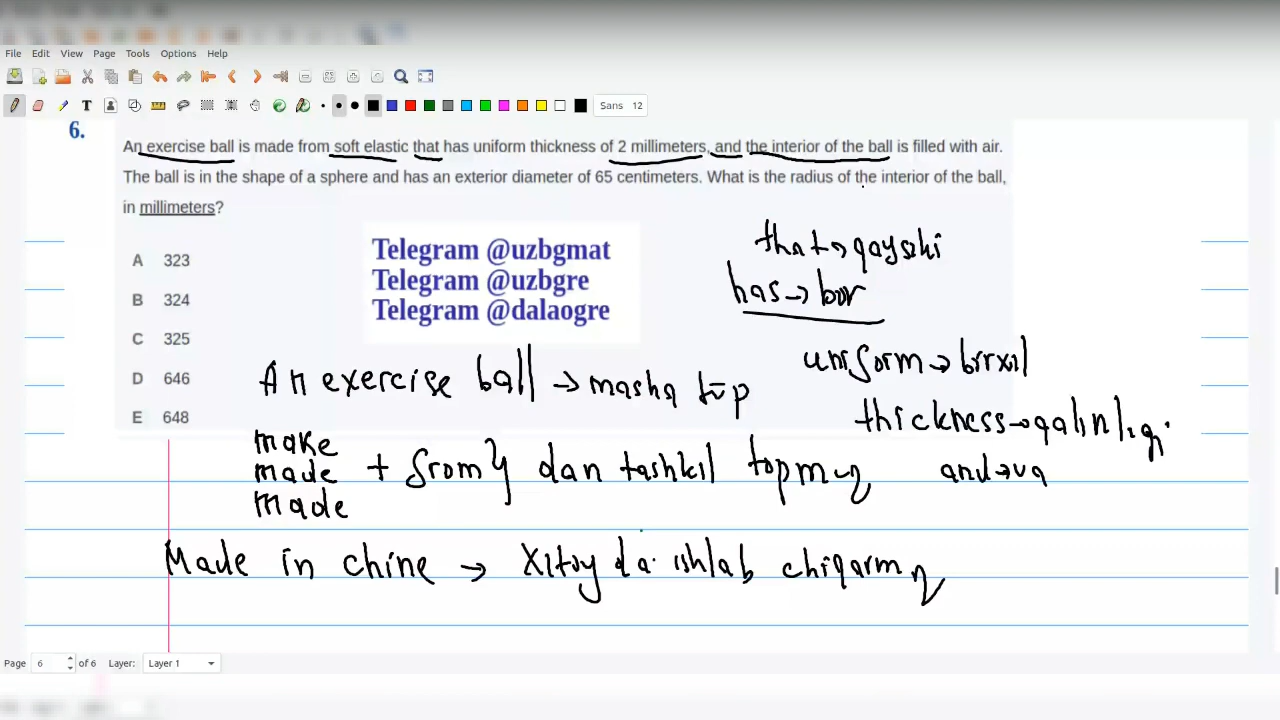 File Edit View Page Tools Options Help
T Sans 12
6.
An exercise ball is made from soft elastic that has uniform thickness of 2 millimeters, and the interior of the ball is filled with air.
The ball is in the shape of a sphere and has an exterior diameter of 65 centimeters. What is the radius of the interior of the ball,
in millimeters?
A 323
B 324
C 325
D 646
E 648
Telegram @uzbgmat
Telegram @uzbgre
Telegram @dalaogre
that→qaysiki
has→bor
uniform→birxil
thickness→qalinligi
and→va
An exercise ball → mashq
make
made + from
made
dan tashkil topmoq
Made in chine → Xitoy da ishlab chiqarmoq
Page 6 of 6 Layer: Layer 1